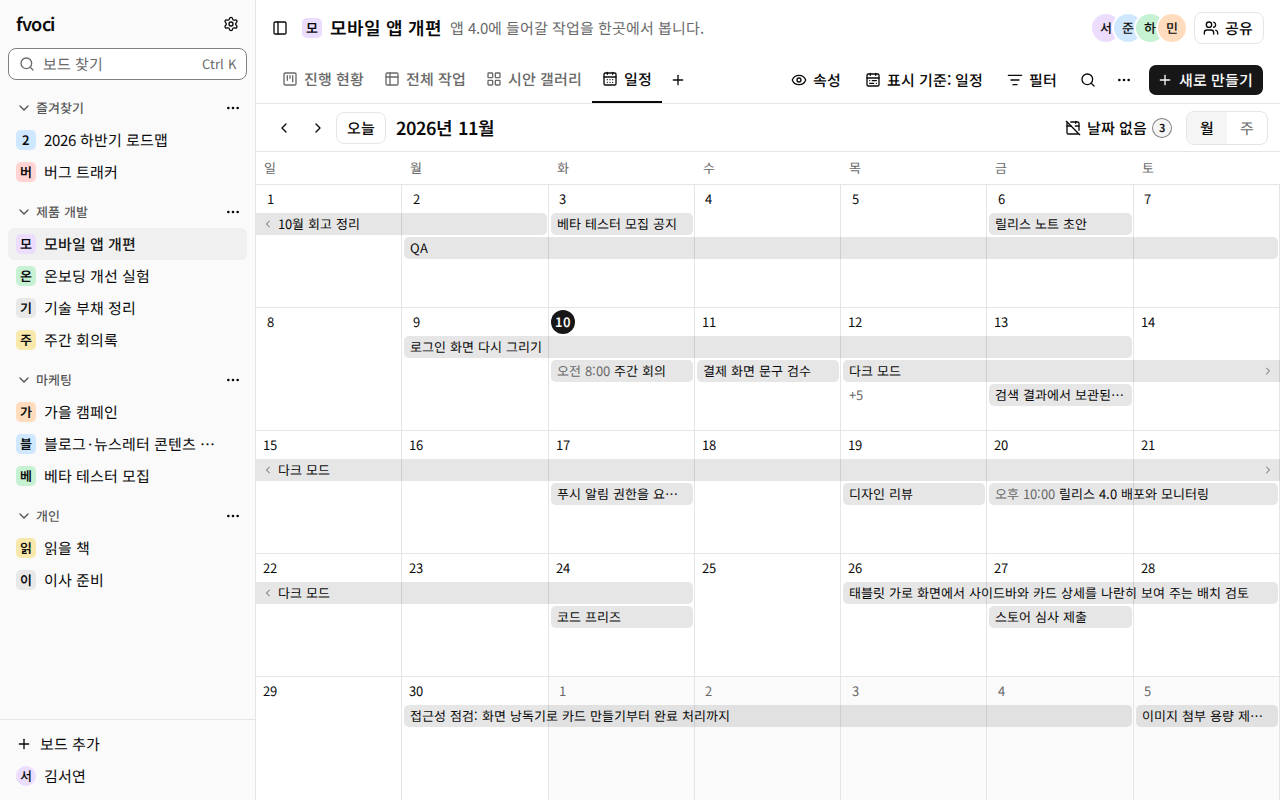 fvoci
보드 찾기 Ctrl K
즐겨찾기
2 2026 하반기 로드맵
버 버그 트래커
제품 개발
모 모바일 앱 개편
온 온보딩 개선 실험
기 기술 부채 정리
주 주간 회의록
마케팅
가 가을 캠페인
블 블로그·뉴스레터 콘텐츠 …
베 베타 테스터 모집
개인
읽 읽을 책
이 이사 준비
보드 추가
서 김서연
모 모바일 앱 개편 앱 4.0에 들어갈 작업을 한곳에서 봅니다.
서 준 하 민 공유
진행 현황 전체 작업 시안 갤러리 일정
속성 표시 기준: 일정 필터 새로 만들기
오늘 2026년 11월
날짜 없음 3 월 주
일 월 화 수 목 금 토
1 2 3 4 5 6 7
10월 회고 정리 베타 테스터 모집 공지 릴리스 노트 초안
QA
8 9 10 11 12 13 14
로그인 화면 다시 그리기
오전 8:00 주간 회의 결제 화면 문구 검수 다크 모드
+5 검색 결과에서 보관된…
15 16 17 18 19 20 21
다크 모드
푸시 알림 권한을 요… 디자인 리뷰 오후 10:00 릴리스 4.0 배포와 모니터링
22 23 24 25 26 27 28
다크 모드 태블릿 가로 화면에서 사이드바와 카드 상세를 나란히 보여 주는 배치 검토
코드 프리즈 스토어 심사 제출
29 30 1 2 3 4 5
접근성 점검: 화면 낭독기로 카드 만들기부터 완료 처리까지 이미지 첨부 용량 제…